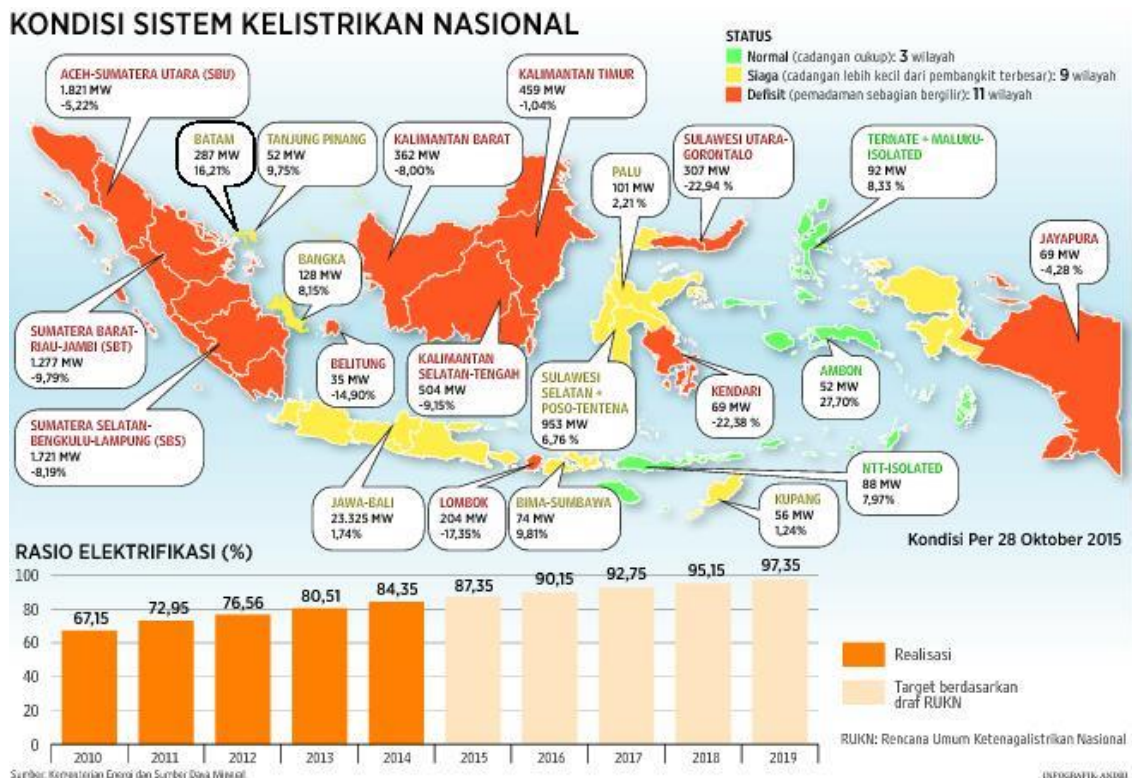 KONDISI SISTEM KELISTRIKAN NASIONAL
STATUS
Normal (cadangan cukup): 3 wilayah
Siaga (cadangan lebih kecil dari pembangkit terbesar): 9 wilayah
Defisit (pemadaman sebagian bergilir): 11 wilayah
ACEH-SUMATERA UTARA (SBU)
1.821 MW
-5,22%
BATAM
287 MW
16,21%
TANJUNG PINANG
52 MW
9,75%
KALIMANTAN BARAT
362 MW
-8,00%
KALIMANTAN TIMUR
459 MW
-1,04%
PALU
101 MW
2,21 %
SULAWESI UTARA-
GORONTALO
307 MW
-22,94 %
TERNATE + MALUKU-
ISOLATED
92 MW
8,33 %
JAYAPURA
69 MW
-4,28 %
BANGKA
128 MW
8,15%
SUMATERA BARAT-
RIAU-JAMBI (SBT)
1.277 MW
-9,79%
BELITUNG
35 MW
-14,90%
KALIMANTAN
SELATAN-TENGAH
504 MW
-9,15%
SULAWESI
SELATAN +
POSO-TENTENA
953 MW
6,76 %
KENDARI
69 MW
-22,38 %
AMBON
52 MW
27,70%
SUMATERA SELATAN-
BENGKULU-LAMPUNG (SBS)
1.721 MW
-8,19%
JAWA-BALI
23.325 MW
1,74%
LOMBOK
204 MW
-17,35%
BIMA-SUMBAWA
74 MW
9,81%
KUPANG
56 MW
1,24%
NTT-ISOLATED
88 MW
7,97%
Kondisi Per 28 Oktober 2015
RASIO ELEKTRIFIKASI (%)
100
80
60
40
20
0
67,15
72,95
76,56
80,51
84,35
87,35
90,15
92,75
95,15
97,35
2010
2011
2012
2013
2014
2015
2016
2017
2018
2019
Realisasi
Target berdasarkan
draf RUKN
RUKN: Rencana Umum Ketenagalistrikan Nasional
Sumber: Kementerian Energi dan Sumber Daya Mineral
INFOGRAFIK: ANDRI